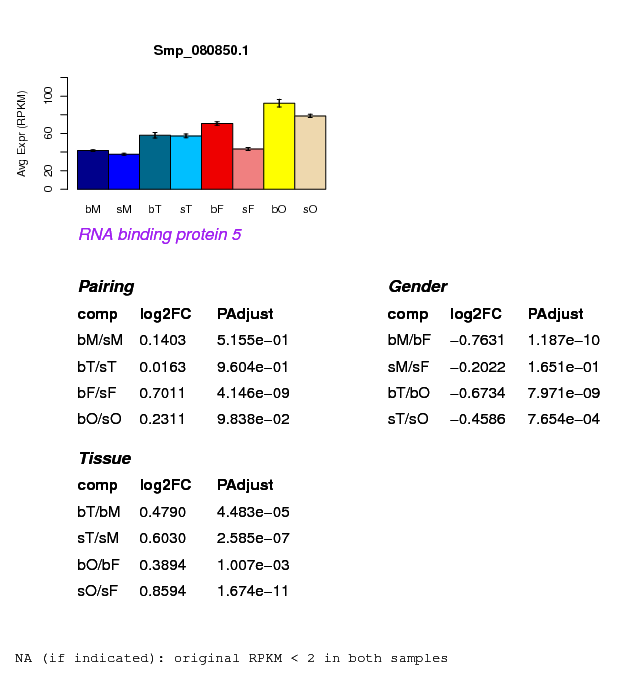 Smp_080850.1
Avg Expr (RPKM)
0 20 60 100
bM sM bT sT bF sF bO sO
RNA binding protein 5
Pairing
comp log2FC PAdjust
bM/sM 0.1403 5.155e−01
bT/sT 0.0163 9.604e−01
bF/sF 0.7011 4.146e−09
bO/sO 0.2311 9.838e−02
Gender
comp log2FC PAdjust
bM/bF −0.7631 1.187e−10
sM/sF −0.2022 1.651e−01
bT/bO −0.6734 7.971e−09
sT/sO −0.4586 7.654e−04
Tissue
comp log2FC PAdjust
bT/bM 0.4790 4.483e−05
sT/sM 0.6030 2.585e−07
bO/bF 0.3894 1.007e−03
sO/sF 0.8594 1.674e−11
NA (if indicated): original RPKM < 2 in both samples